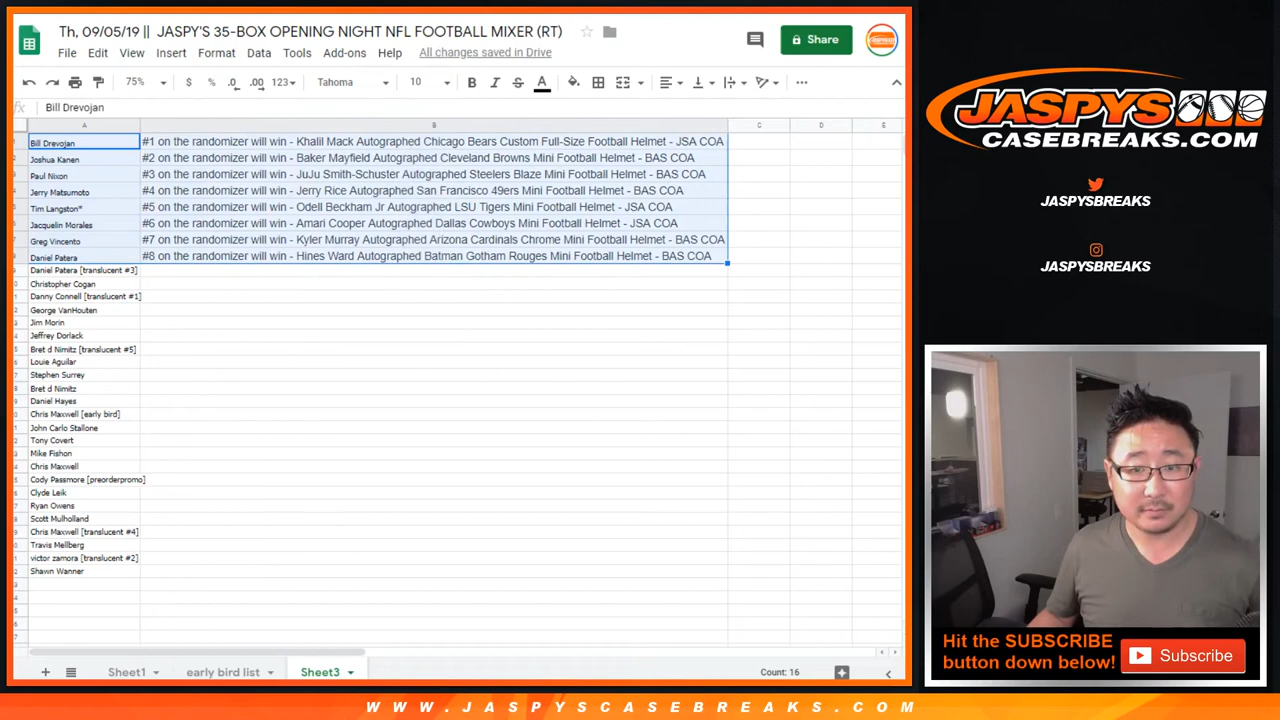 Th, 09/05/19 || JASPY'S 35-BOX OPENING NIGHT NFL FOOTBALL MIXER (RT)
File Edit View Insert Format Data Tools Add-ons Help All changes saved in Drive
Share
75% $ % .0 .00 123 Tahoma 10 B I S A
fx Bill Drevojan
A B C D E
Bill Drevojan #1 on the randomizer will win - Khalil Mack Autographed Chicago Bears Custom Full-Size Football Helmet - JSA COA
Joshua Kanen #2 on the randomizer will win - Baker Mayfield Autographed Cleveland Browns Mini Football Helmet - BAS COA
Paul Nixon #3 on the randomizer will win - JuJu Smith-Schuster Autographed Steelers Blaze Mini Football Helmet - BAS COA
Jerry Matsumoto #4 on the randomizer will win - Jerry Rice Autographed San Francisco 49ers Mini Football Helmet - BAS COA
Tim Langston* #5 on the randomizer will win - Odell Beckham Jr Autographed LSU Tigers Mini Football Helmet - JSA COA
Jacquelin Morales #6 on the randomizer will win - Amari Cooper Autographed Dallas Cowboys Mini Football Helmet - JSA COA
Greg Vincento #7 on the randomizer will win - Kyler Murray Autographed Arizona Cardinals Chrome Mini Football Helmet - BAS COA
Daniel Patera #8 on the randomizer will win - Hines Ward Autographed Batman Gotham Rouges Mini Football Helmet - BAS COA
Daniel Patera [translucent #3]
Christopher Cogan
Danny Connell [translucent #1]
George VanHouten
Jim Morin
Jeffrey Dorlack
Bret d Nimitz [translucent #5]
Louie Aguilar
Stephen Surrey
Bret d Nimitz
Daniel Hayes
Chris Maxwell [early bird]
John Carlo Stallone
Tony Covert
Mike Fishon
Chris Maxwell
Cody Passmore [preorderpromo]
Clyde Leik
Ryan Owens
Scott Mulholland
Chris Maxwell [translucent #4]
Travis Mellberg
victor zamora [translucent #2]
Shawn Wanner
Sheet1 early bird list Sheet3 Count: 16
JASPYS
CASEBREAKS.COM
JASPYSBREAKS
JASPYSBREAKS
Hit the SUBSCRIBE
button down below!
Subscribe
WWW.JASPYSCASEBREAKS.COM